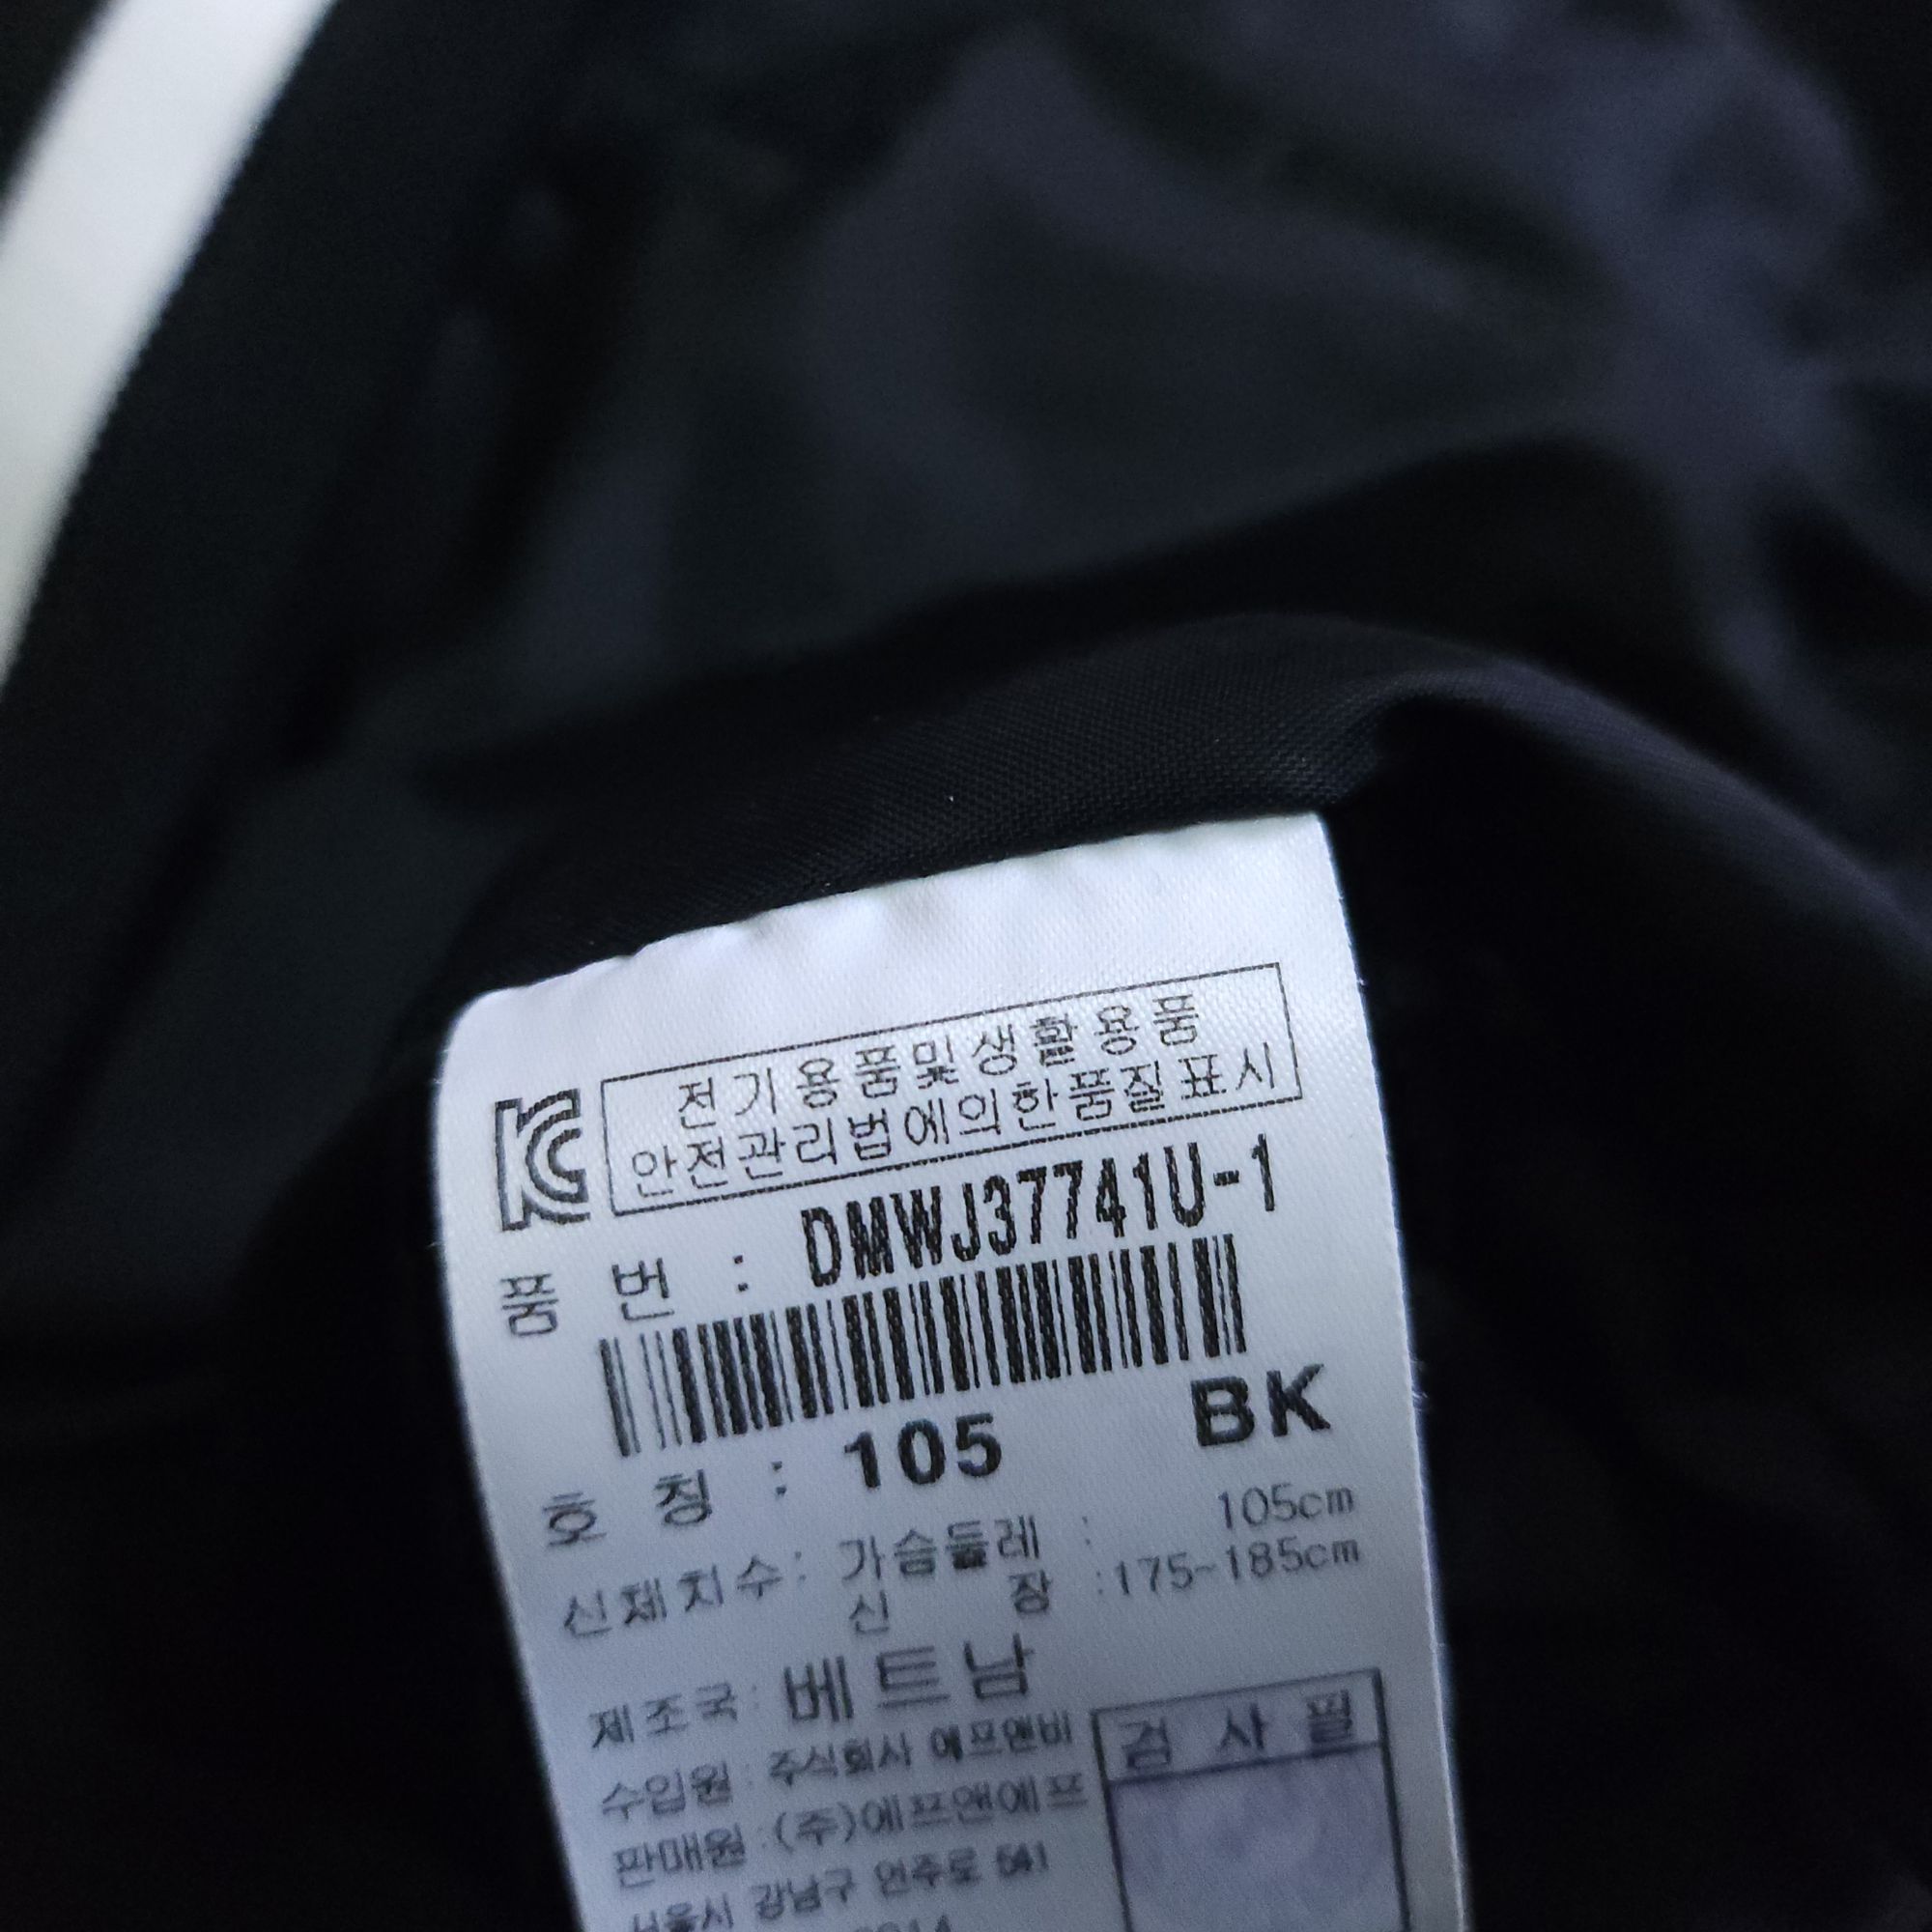 KC 전기용품및생활용품
안전관리법에의한품질표시
품 번 : DMWJ37741U-1
호 칭 : 105 BK
신체치수: 가슴둘레 : 105cm
신 장 :175-185cm
제조국: 베트남
수입원: 주식회사 에프앤비
판매원:(주)에프앤에프
서울시 강남구 언주로 541
검 사 필